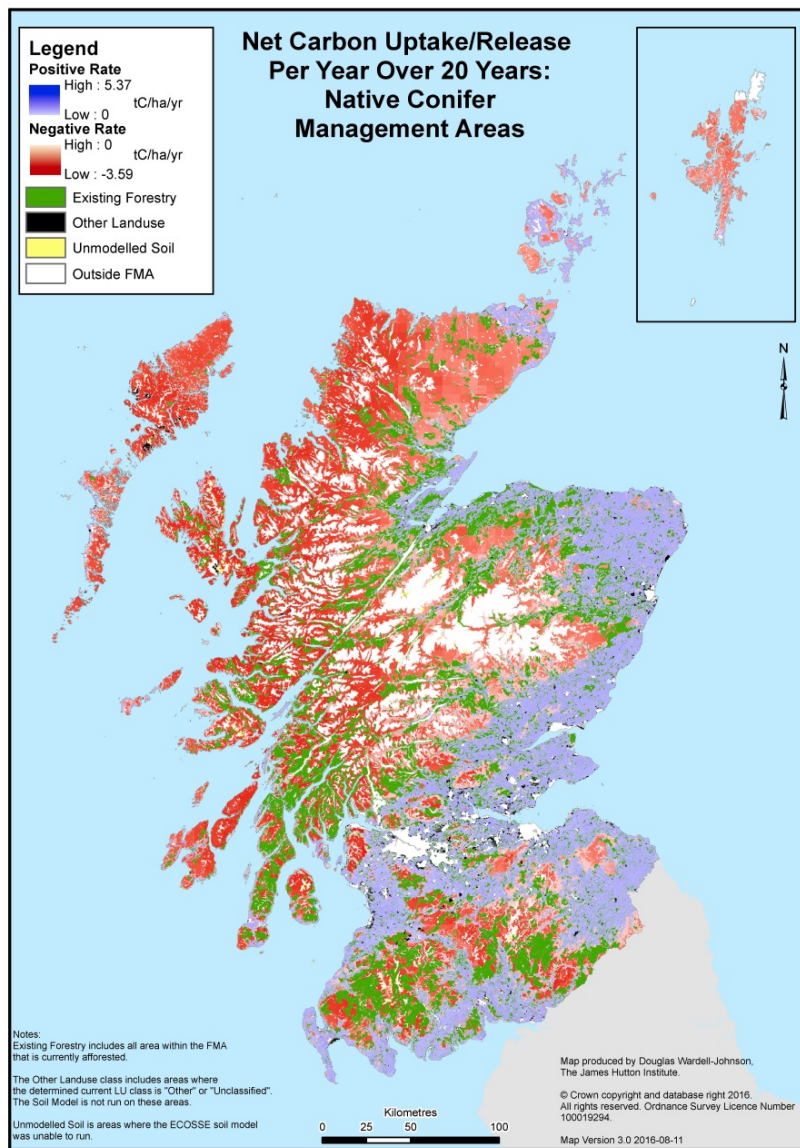 Net Carbon Uptake/Release
Per Year Over 20 Years:
Native Conifer
Management Areas
Legend
Positive Rate
High : 5.37
tC/ha/yr
Low : 0
Negative Rate
High : 0
tC/ha/yr
Low : -3.59
Existing Forestry
Other Landuse
Unmodelled Soil
Outside FMA
N
Notes:
Existing Forestry includes all area within the FMA
that is currently afforested.
The Other Landuse class includes areas where
the determined current LU class is "Other" or "Unclassified".
The Soil Model is not run on these areas.
Unmodelled Soil is areas where the ECOSSE soil model
was unable to run.
Kilometres
0 25 50 100
Map produced by Douglas Wardell-Johnson,
The James Hutton Institute.
© Crown copyright and database right 2016.
All rights reserved. Ordnance Survey Licence Number
100019294.
Map Version 3.0 2016-08-11